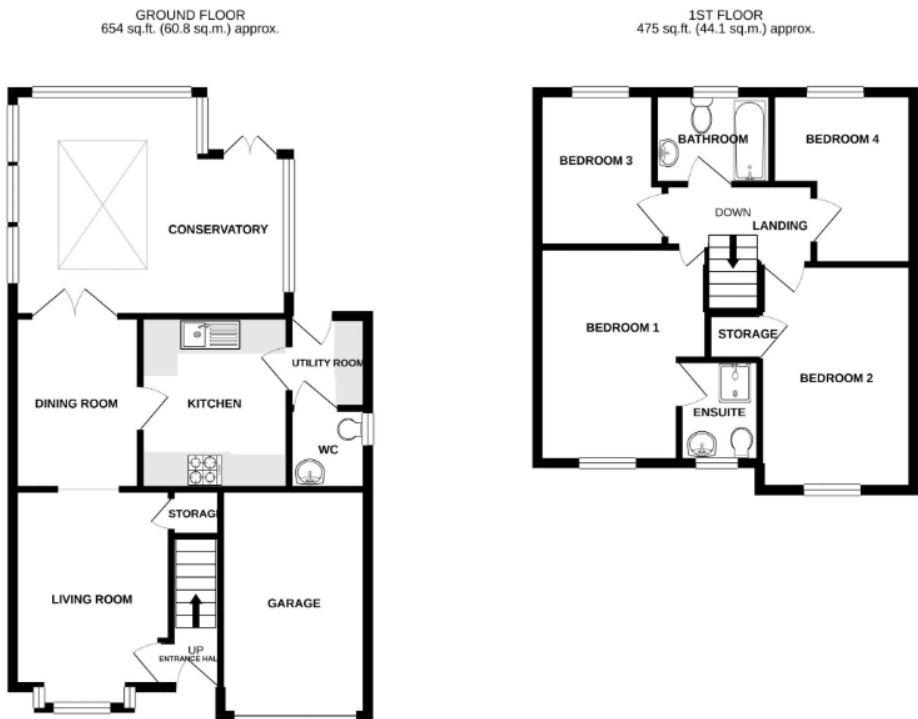 GROUND FLOOR
654 sq.ft. (60.8 sq.m.) approx.
CONSERVATORY
UTILITY ROOM
DINING ROOM
KITCHEN
WC
STORAGE
LIVING ROOM
GARAGE
UP
ENTRANCE HALL
1ST FLOOR
475 sq.ft. (44.1 sq.m.) approx.
BATHROOM
BEDROOM 4
BEDROOM 3
DOWN
LANDING
BEDROOM 1
STORAGE
BEDROOM 2
ENSUITE